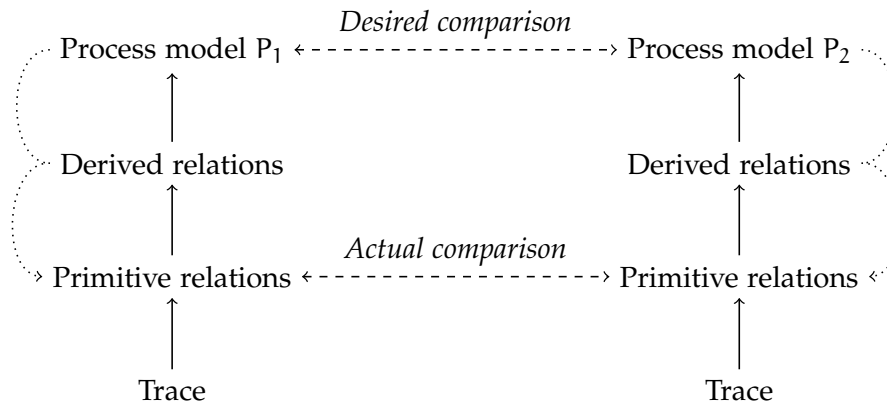 Desired comparison
Process model P₁ Process model P₂
Derived relations Derived relations
Actual comparison
Primitive relations Primitive relations
Trace Trace